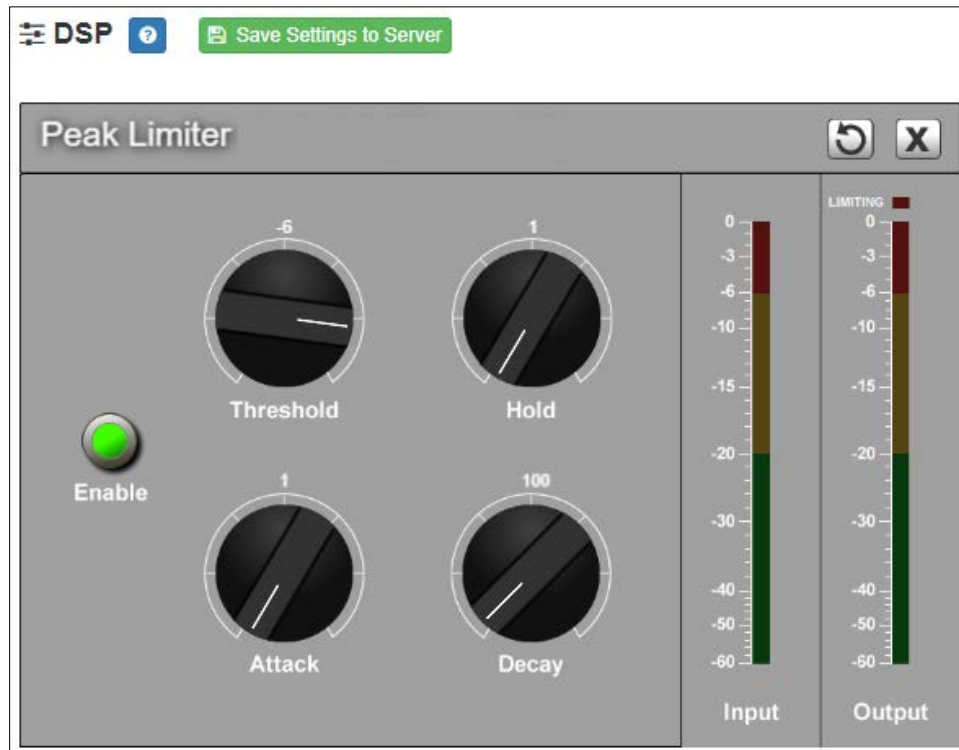 DSP ? Save Settings to Server
Peak Limiter X
-6
Threshold
1
Hold
Enable
1
Attack
100
Decay
0
-3
-6
-10
-15
-20
-30
-40
-50
-60
Input
LIMITING
0
-3
-6
-10
-15
-20
-30
-40
-50
-60
Output